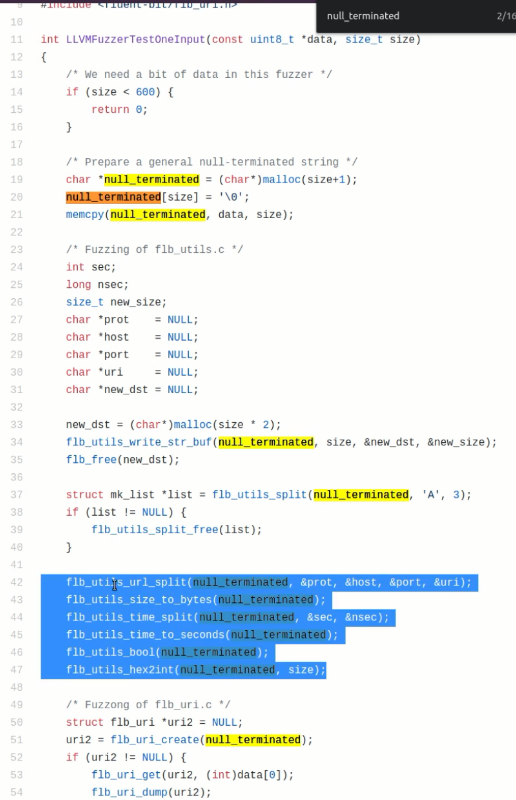 null_terminated 2/16
9 #include <fluent-bit/flb_uri.h>
10
11 int LLVMFuzzerTestOneInput(const uint8_t *data, size_t size)
12 {
13 /* We need a bit of data in this fuzzer */
14 if (size < 600) {
15 return 0;
16 }
17
18 /* Prepare a general null-terminated string */
19 char *null_terminated = (char*)malloc(size+1);
20 null_terminated[size] = '\0';
21 memcpy(null_terminated, data, size);
22
23 /* Fuzzing of flb_utils.c */
24 int sec;
25 long nsec;
26 size_t new_size;
27 char *prot = NULL;
28 char *host = NULL;
29 char *port = NULL;
30 char *uri = NULL;
31 char *new_dst = NULL;
32
33 new_dst = (char*)malloc(size * 2);
34 flb_utils_write_str_buf(null_terminated, size, &new_dst, &new_size);
35 flb_free(new_dst);
36
37 struct mk_list *list = flb_utils_split(null_terminated, 'A', 3);
38 if (list != NULL) {
39 flb_utils_split_free(list);
40 }
41
42 flb_utils_url_split(null_terminated, &prot, &host, &port, &uri);
43 flb_utils_size_to_bytes(null_terminated);
44 flb_utils_time_split(null_terminated, &sec, &nsec);
45 flb_utils_time_to_seconds(null_terminated);
46 flb_utils_bool(null_terminated);
47 flb_utils_hex2int(null_terminated, size);
48
49 /* Fuzzong of flb_uri.c */
50 struct flb_uri *uri2 = NULL;
51 uri2 = flb_uri_create(null_terminated);
52 if (uri2 != NULL) {
53 flb_uri_get(uri2, (int)data[0]);
54 flb_uri_dump(uri2);